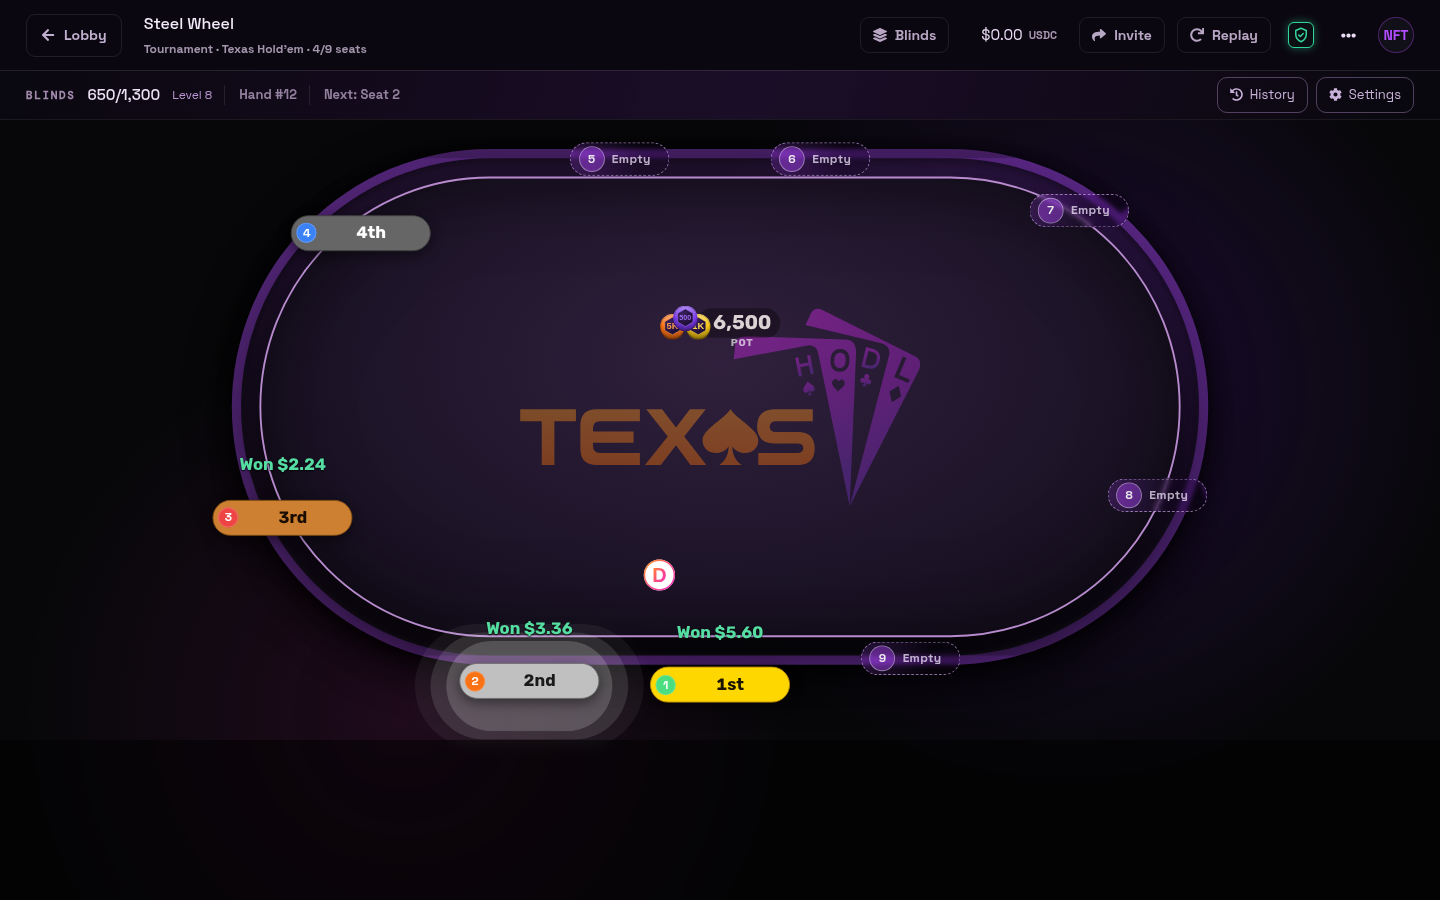 Lobby
Steel Wheel
Tournament · Texas Hold'em · 4/9 seats
Blinds
$0.00 USDC
Invite
Replay
NFT
BLINDS 650/1,300 Level 8
Hand #12
Next: Seat 2
History
Settings
5 Empty
6 Empty
7 Empty
4 4th
5K 500 1K 6,500
POT
H O D L
TEXAS
Won $2.24
3 3rd
8 Empty
D
Won $3.36
Won $5.60
9 Empty
2 2nd
1 1st